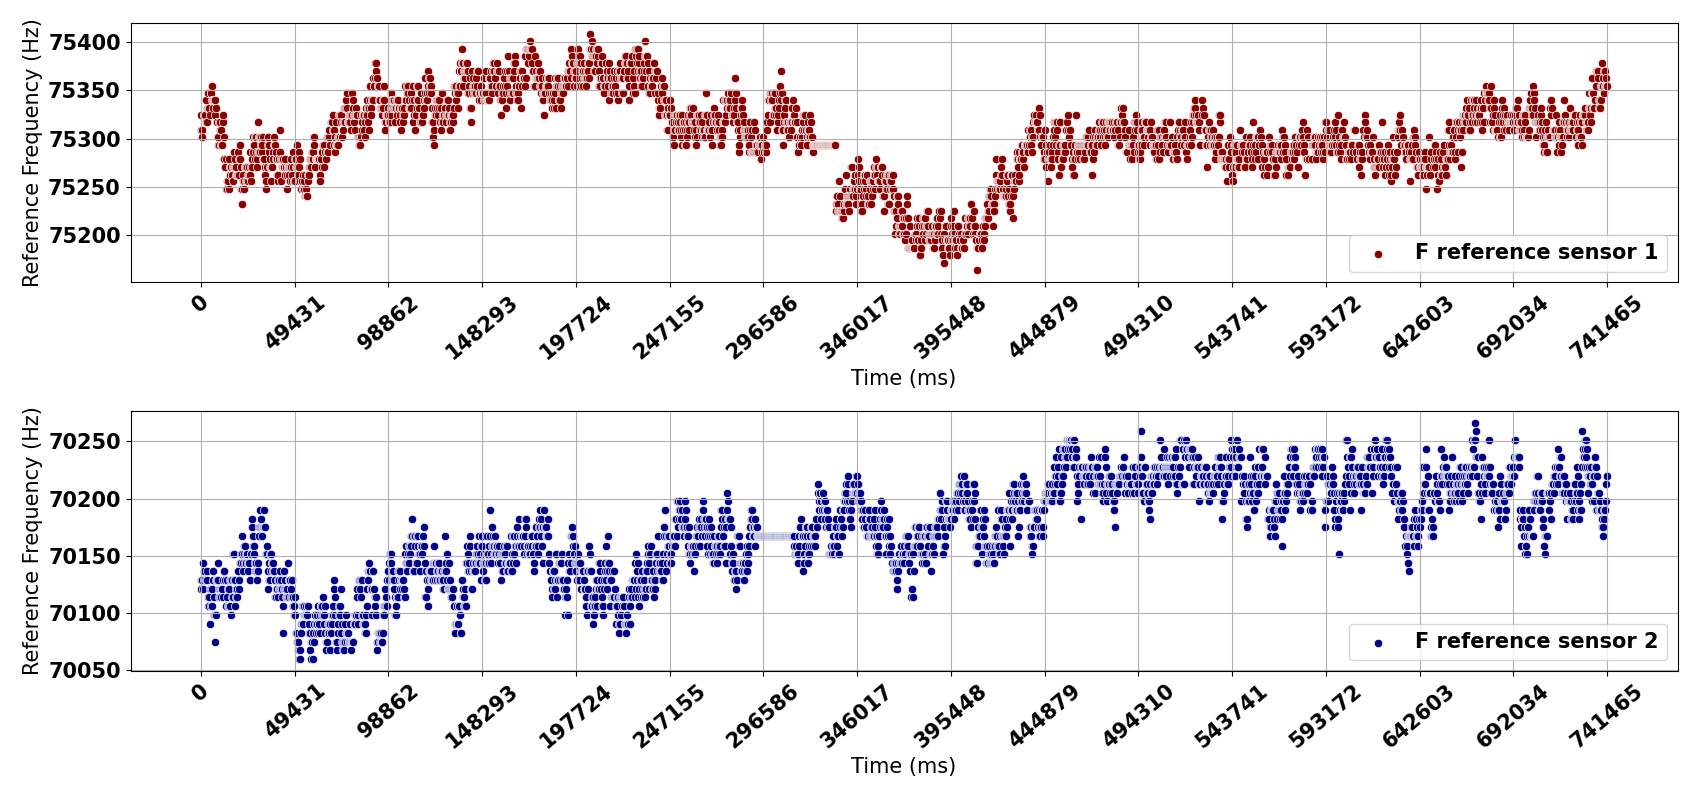 Reference Frequency (Hz)
75400
75350
75300
75250
75200
F reference sensor 1
0 49431 98862 148293 197724 247155 296586 346017 395448 444879 494310 543741 593172 642603 692034 741465
Time (ms)
Reference Frequency (Hz)
70250
70200
70150
70100
70050
F reference sensor 2
0 49431 98862 148293 197724 247155 296586 346017 395448 444879 494310 543741 593172 642603 692034 741465
Time (ms)